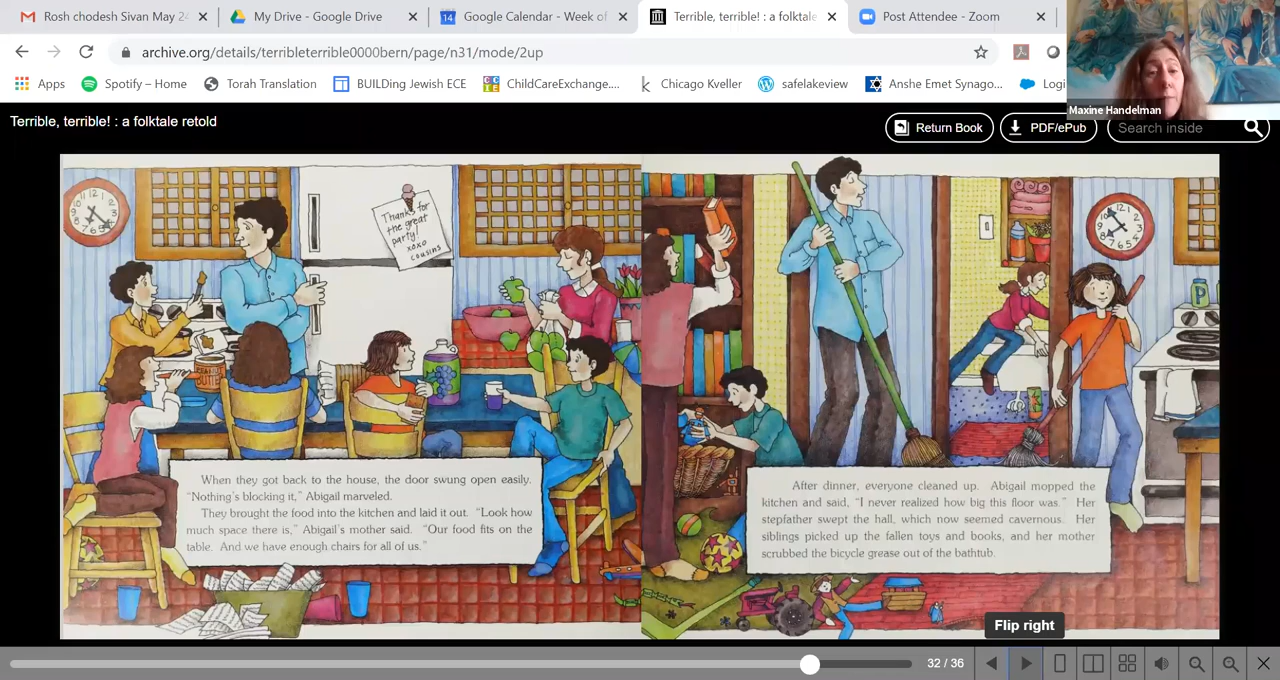 Rosh chodesh Sivan May 24
My Drive - Google Drive
Google Calendar - Week of
Terrible, terrible! : a folktale
Post Attendee - Zoom
archive.org/details/terribleterrible0000bern/page/n31/mode/2up
Apps
Spotify – Home
Torah Translation
BUILDing Jewish ECE
ChildCareExchange....
Chicago Kveller
safelakeview
Anshe Emet Synago...
Logi
Maxine Handelman
Terrible, terrible! : a folktale retold
Return Book
PDF/ePub
Search inside
Thanks for
the great
party!
xoxo
cousins
When they got back to the house, the door swung open easily.
“Nothing’s blocking it,” Abigail marveled.
They brought the food into the kitchen and laid it out. “Look how
much space there is,” Abigail’s mother said. “Our food fits on the
table. And we have enough chairs for all of us.”
After dinner, everyone cleaned up. Abigail mopped the
kitchen and said, “I never realized how big this floor was.” Her
stepfather swept the hall, which now seemed cavernous. Her
siblings picked up the fallen toys and books, and her mother
scrubbed the bicycle grease out of the bathtub.
Flip right
32 / 36